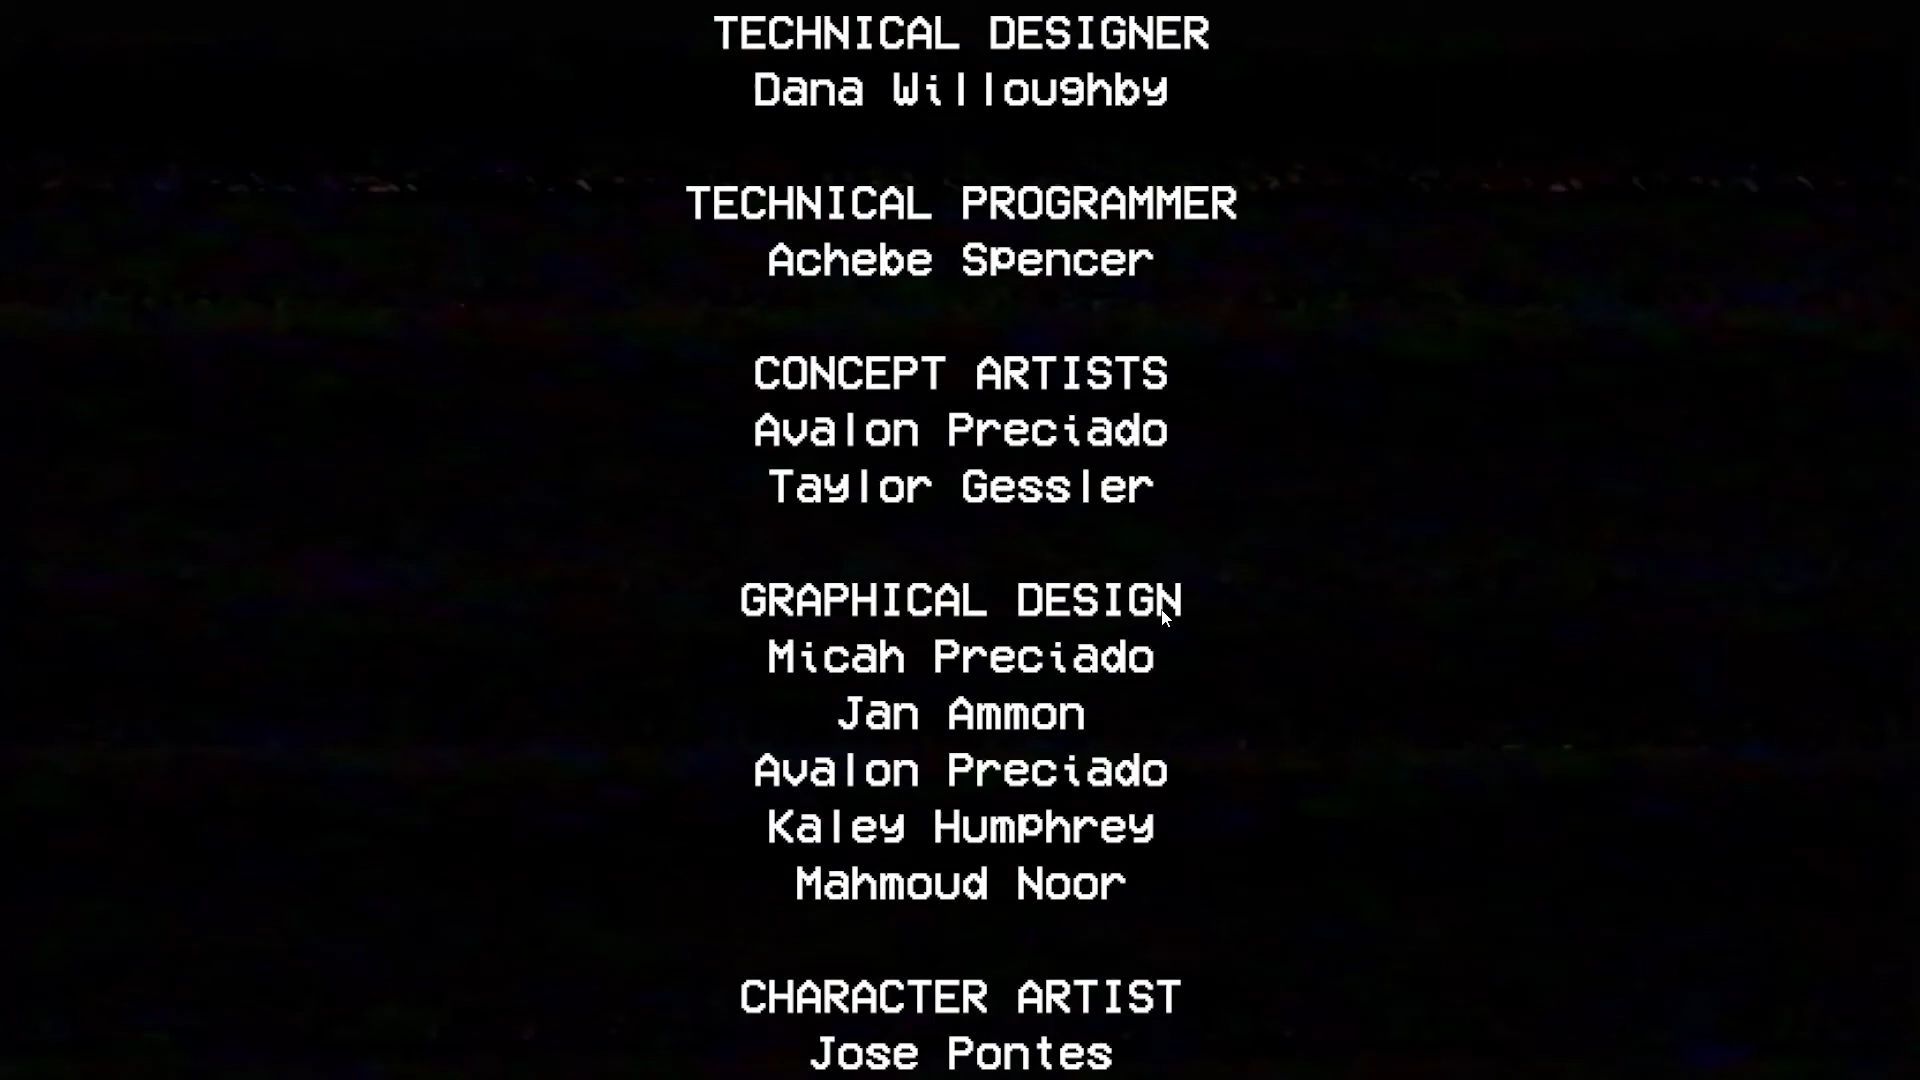 TECHNICAL DESIGNER
Dana Willoughby
TECHNICAL PROGRAMMER
Achebe Spencer
CONCEPT ARTISTS
Avalon Preciado
Taylor Gessler
GRAPHICAL DESIGN
Micah Preciado
Jan Ammon
Avalon Preciado
Kaley Humphrey
Mahmoud Noor
CHARACTER ARTIST
Jose Pontes